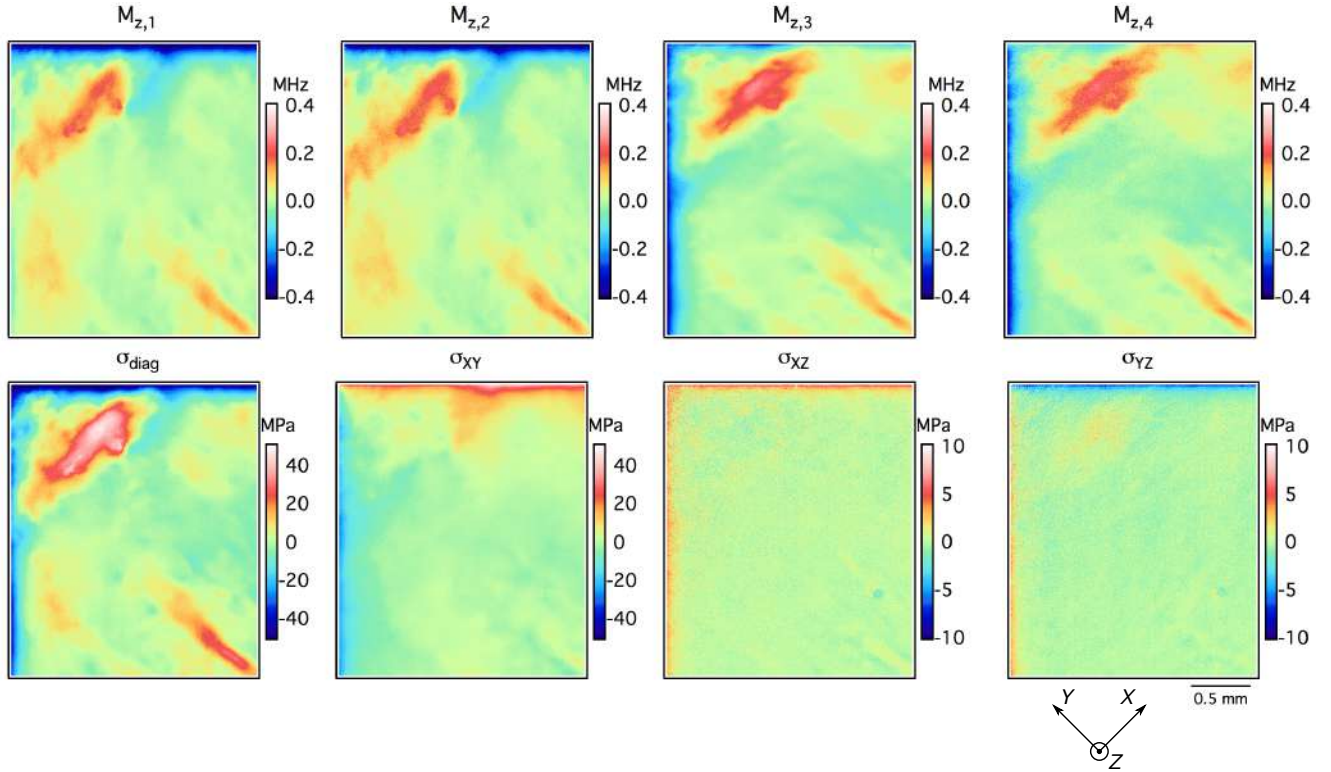 M_z,1 M_z,2 M_z,3 M_z,4
MHz MHz MHz MHz
0.4 0.4 0.4 0.4
0.2 0.2 0.2 0.2
0.0 0.0 0.0 0.0
-0.2 -0.2 -0.2 -0.2
-0.4 -0.4 -0.4 -0.4
σ_diag σ_XY σ_XZ σ_YZ
MPa MPa MPa MPa
40 40 10 10
20 20 5 5
0 0 0 0
-20 -20 -5 -5
-40 -40 -10 -10
0.5 mm
Y X
Z